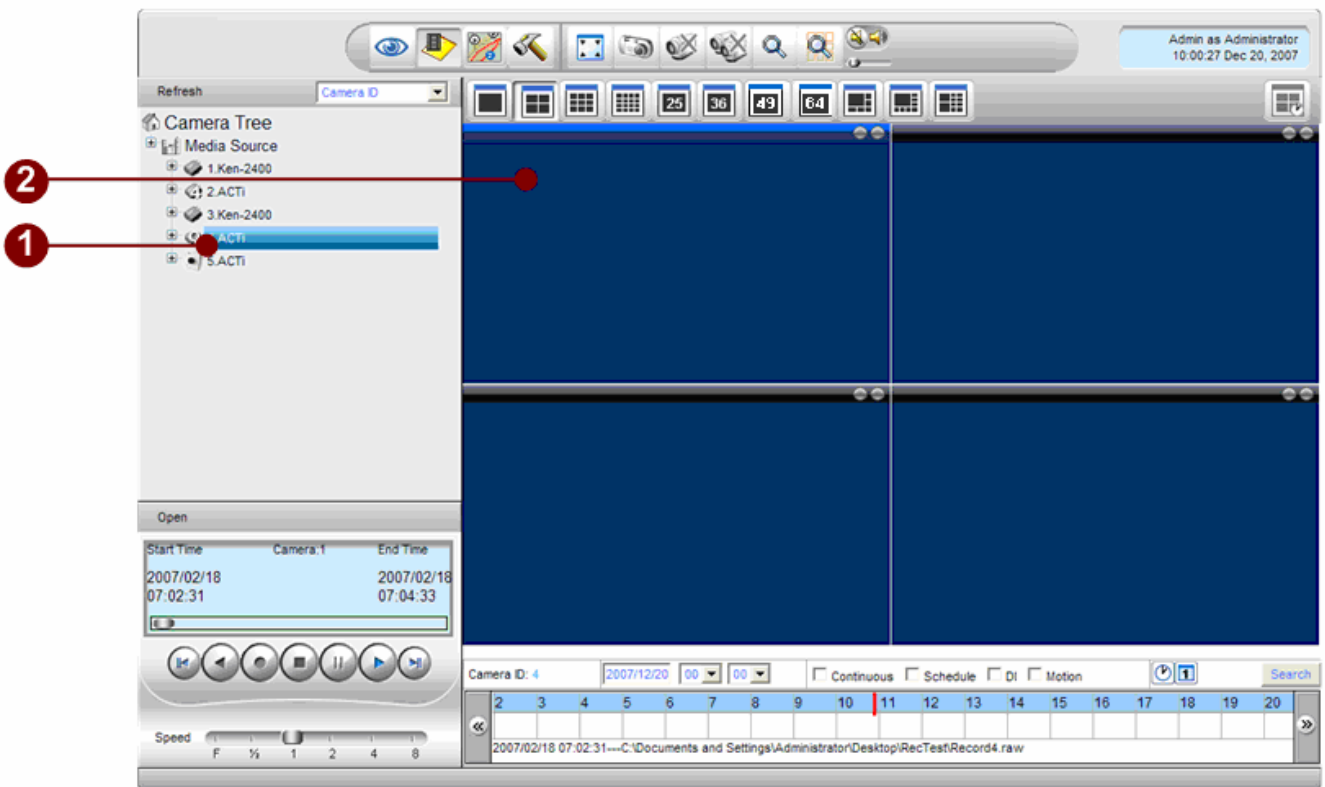 Admin as Administrator
10:00:27 Dec 20, 2007
Refresh
Camera ID
25 36 49 64
Camera Tree
Media Source
1.Ken-2400
2
2.ACTi
3.Ken-2400
1
ACTi
5.ACTi
Open
Start Time Camera:1 End Time
2007/02/18 2007/02/18
07:02:31 07:04:33
Camera ID: 4 2007/12/20 00 00 Continuous Schedule DI Motion 1 Search
2 3 4 5 6 7 8 9 10 11 12 13 14 15 16 17 18 19 20
2007/02/18 07:02:31---C:\Documents and Settings\Administrator\Desktop\RecTest\Record4.raw
Speed
F ½ 1 2 4 8